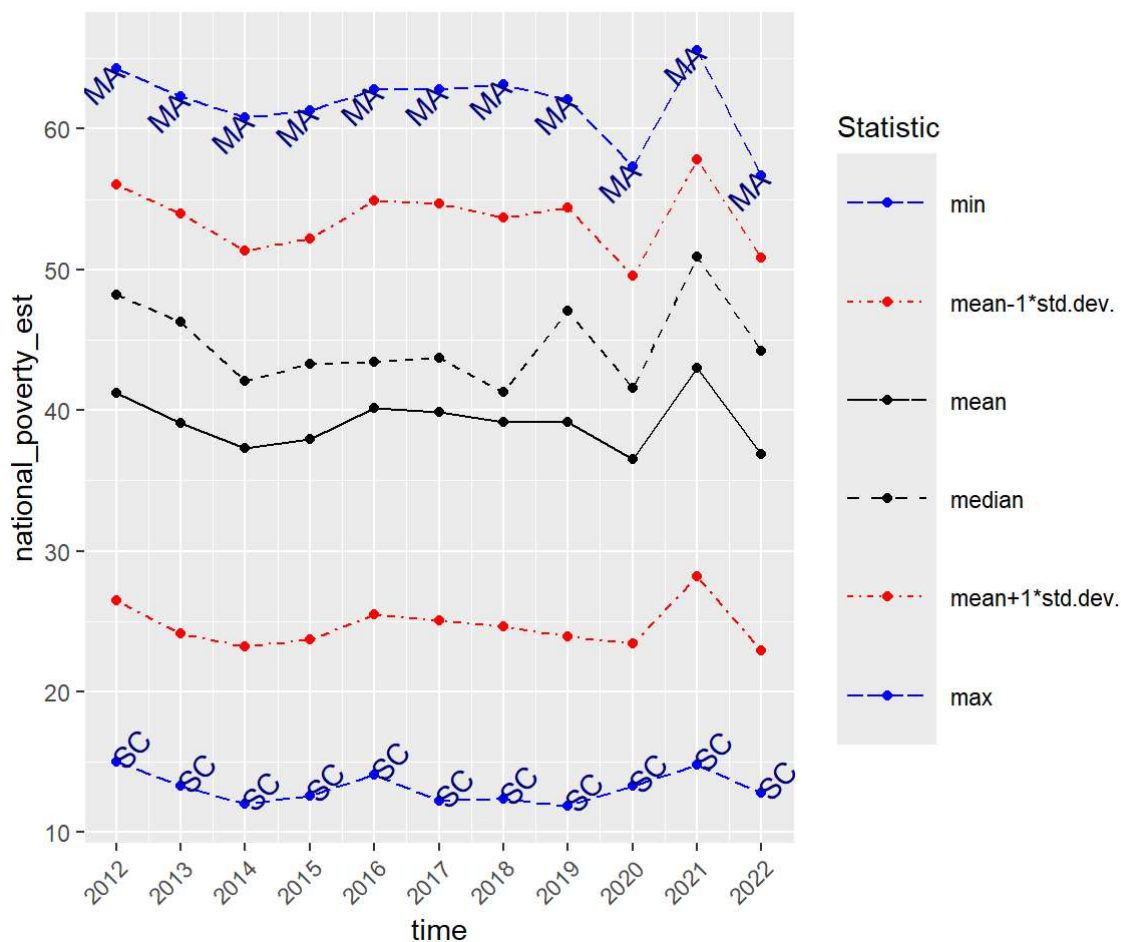 MA MA MA MA MA MA MA MA MA MA MA
60
50
40
30
20
10
national_poverty_est
SC SC SC SC SC SC SC SC SC SC SC
2012 2013 2014 2015 2016 2017 2018 2019 2020 2021 2022
time
Statistic
min
mean-1*std.dev.
mean
median
mean+1*std.dev.
max